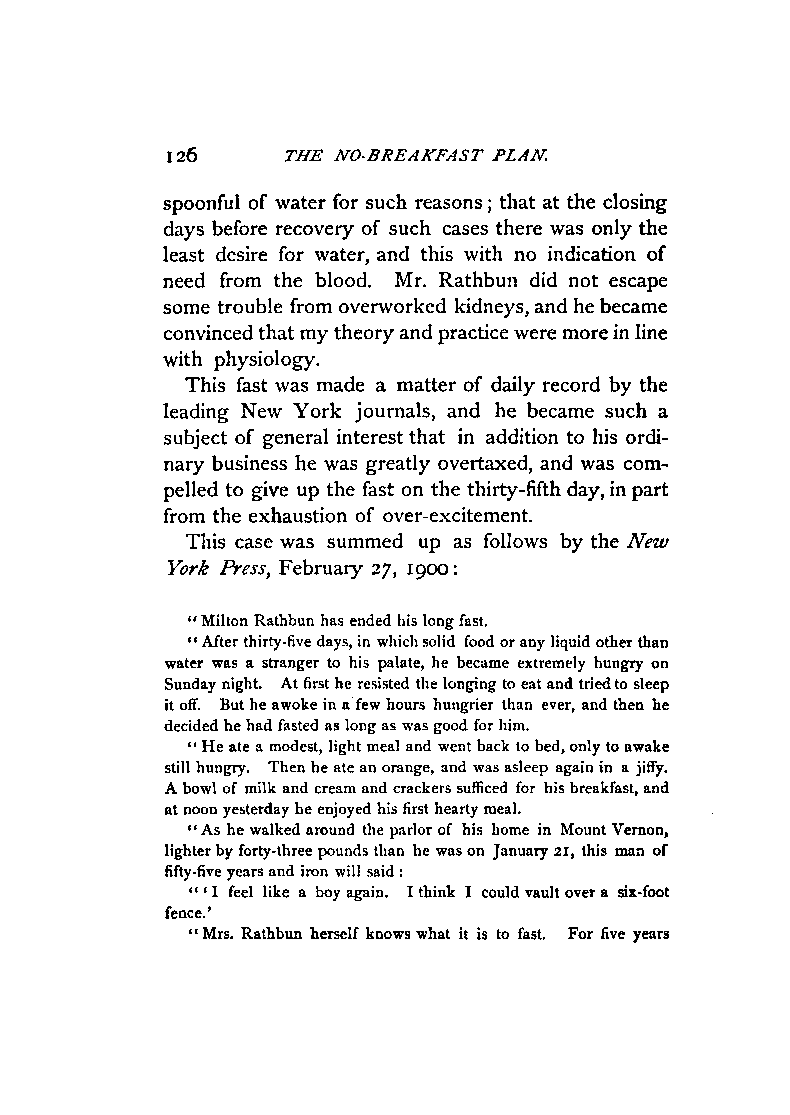 126 THE NO-BREAKFAST PLAN.
spoonful of water for such reasons; that at the closing
days before recovery of such cases there was only the
least desire for water, and this with no indication of
need from the blood. Mr. Rathbun did not escape
some trouble from overworked kidneys, and he became
convinced that my theory and practice were more in line
with physiology.
This fast was made a matter of daily record by the
leading New York journals, and he became such a
subject of general interest that in addition to his ordi-
nary business he was greatly overtaxed, and was com-
pelled to give up the fast on the thirty-fifth day, in part
from the exhaustion of over-excitement.
This case was summed up as follows by the New
York Press, February 27, 1900:
"Milton Rathbun has ended his long fast.
"After thirty-five days, in which solid food or any liquid other than
water was a stranger to his palate, he became extremely hungry on
Sunday night. At first he resisted the longing to eat and tried to sleep
it off. But he awoke in a few hours hungrier than ever, and then he
decided he had fasted as long as was good for him.
"He ate a modest, light meal and went back to bed, only to awake
still hungry. Then he ate an orange, and was asleep again in a jiffy.
A bowl of milk and cream and crackers sufficed for his breakfast, and
at noon yesterday he enjoyed his first hearty meal.
"As he walked around the parlor of his home in Mount Vernon,
lighter by forty-three pounds than he was on January 21, this man of
fifty-five years and iron will said:
"'I feel like a boy again. I think I could vault over a six-foot
fence.'
"Mrs. Rathbun herself knows what it is to fast. For five years